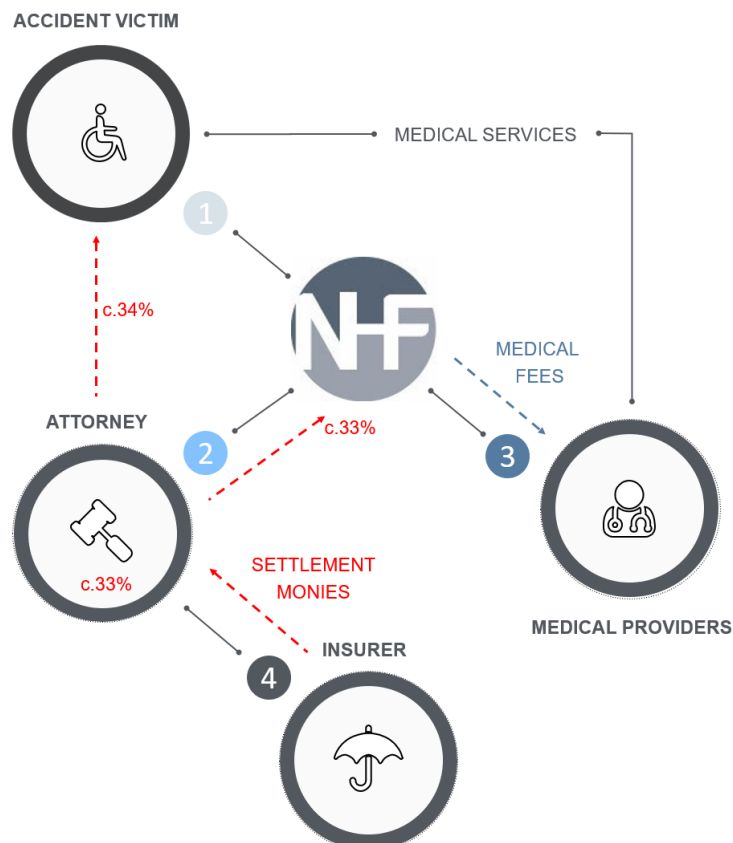 ACCIDENT VICTIM
MEDICAL SERVICES
1
NHF
c.34%
MEDICAL
FEES
ATTORNEY
c.33%
2
3
c.33%
SETTLEMENT
MONIES
MEDICAL PROVIDERS
INSURER
4